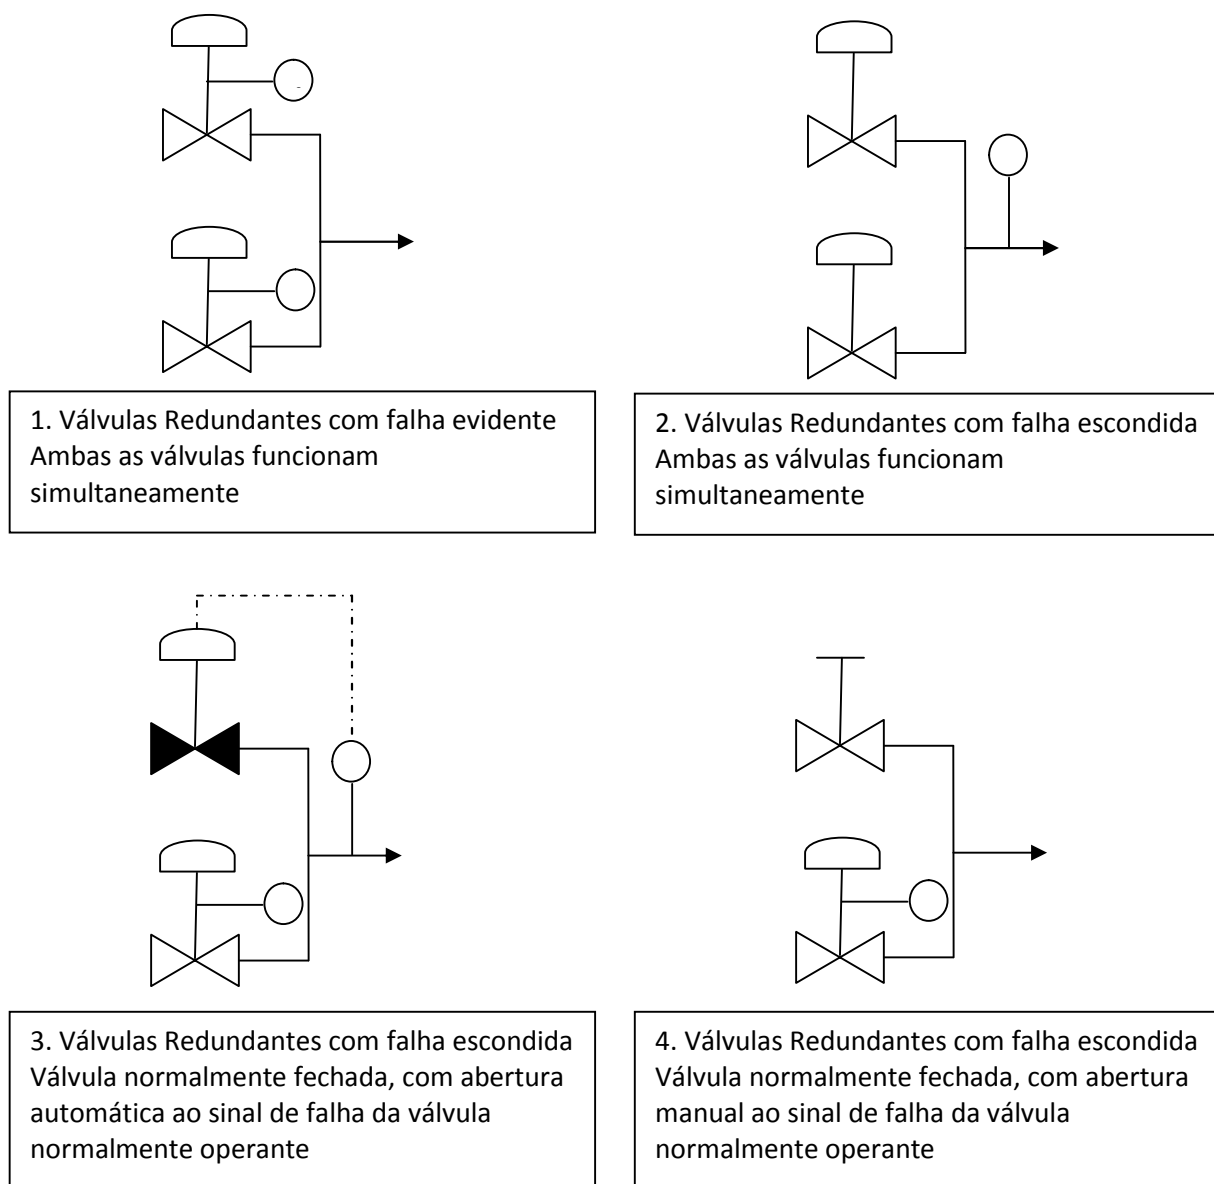 1. Válvulas Redundantes com falha evidente
Ambas as válvulas funcionam
simultaneamente
2. Válvulas Redundantes com falha escondida
Ambas as válvulas funcionam
simultaneamente
3. Válvulas Redundantes com falha escondida
Válvula normalmente fechada, com abertura
automática ao sinal de falha da válvula
normalmente operante
4. Válvulas Redundantes com falha escondida
Válvula normalmente fechada, com abertura
manual ao sinal de falha da válvula
normalmente operante